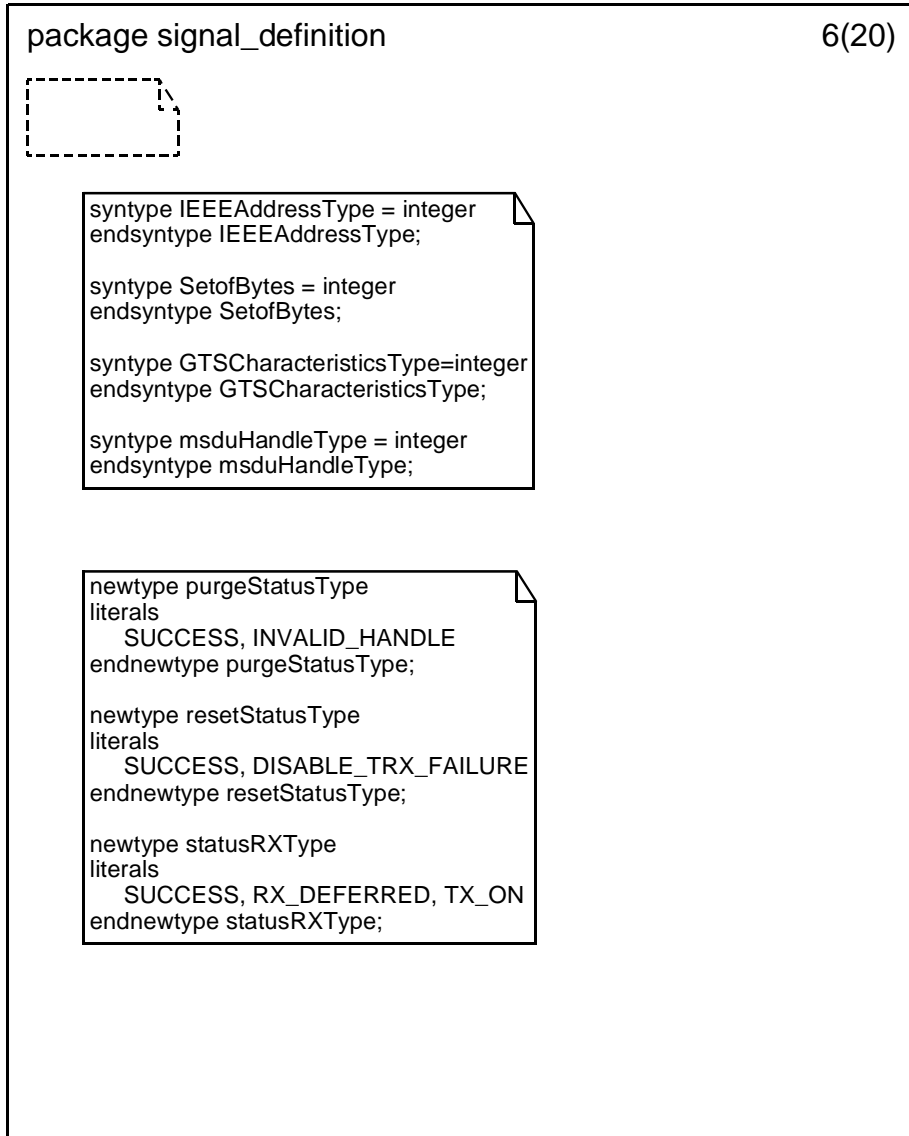 package signal_definition 6(20)
syntype IEEEAddressType = integer
endsyntype IEEEAddressType;
syntype SetofBytes = integer
endsyntype SetofBytes;
syntype GTSCharacteristicsType=integer
endsyntype GTSCharacteristicsType;
syntype msduHandleType = integer
endsyntype msduHandleType;
newtype purgeStatusType
literals
SUCCESS, INVALID_HANDLE
endnewtype purgeStatusType;
newtype resetStatusType
literals
SUCCESS, DISABLE_TRX_FAILURE
endnewtype resetStatusType;
newtype statusRXType
literals
SUCCESS, RX_DEFERRED, TX_ON
endnewtype statusRXType;